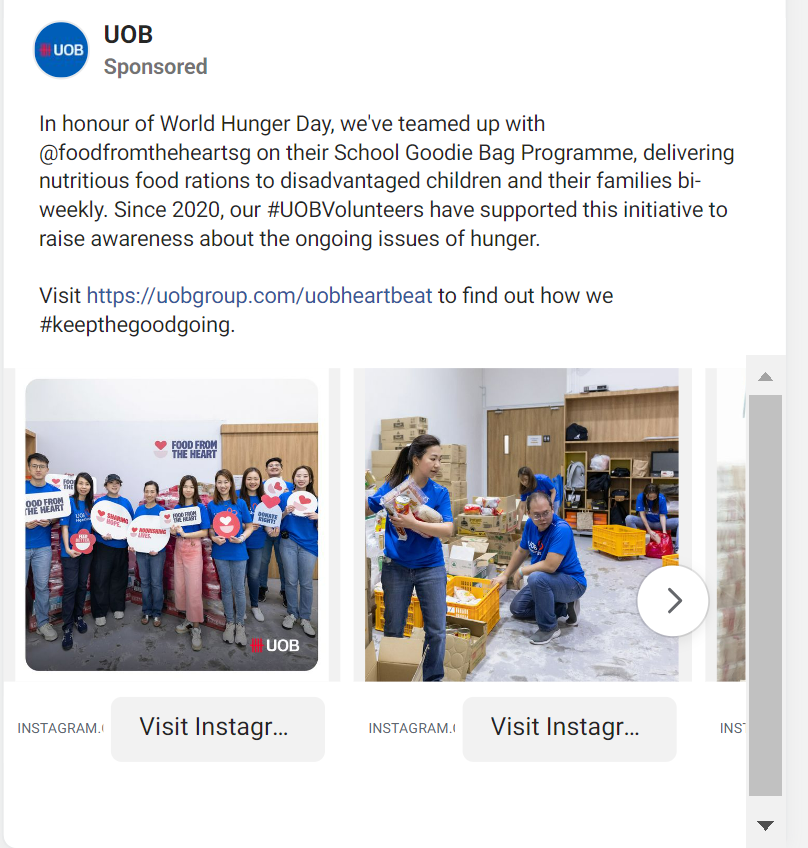 UOB
UOB
Sponsored
In honour of World Hunger Day, we've teamed up with
@foodfromtheheartsg on their School Goodie Bag Programme, delivering
nutritious food rations to disadvantaged children and their families bi-
weekly. Since 2020, our #UOBVolunteers have supported this initiative to
raise awareness about the ongoing issues of hunger.
Visit https://uobgroup.com/uobheartbeat to find out how we
#keepthegoodgoing.
FOOD FROM
THE HEART
FOOD FROM
THE HEART
SHARING
HOPE.
NOURISHING
LIVES.
FOOD FROM
THE HEART
DONATE
RIGHT!
UOB
INSTAGRAM.
Visit Instagr...
INSTAGRAM.
Visit Instagr...
INST